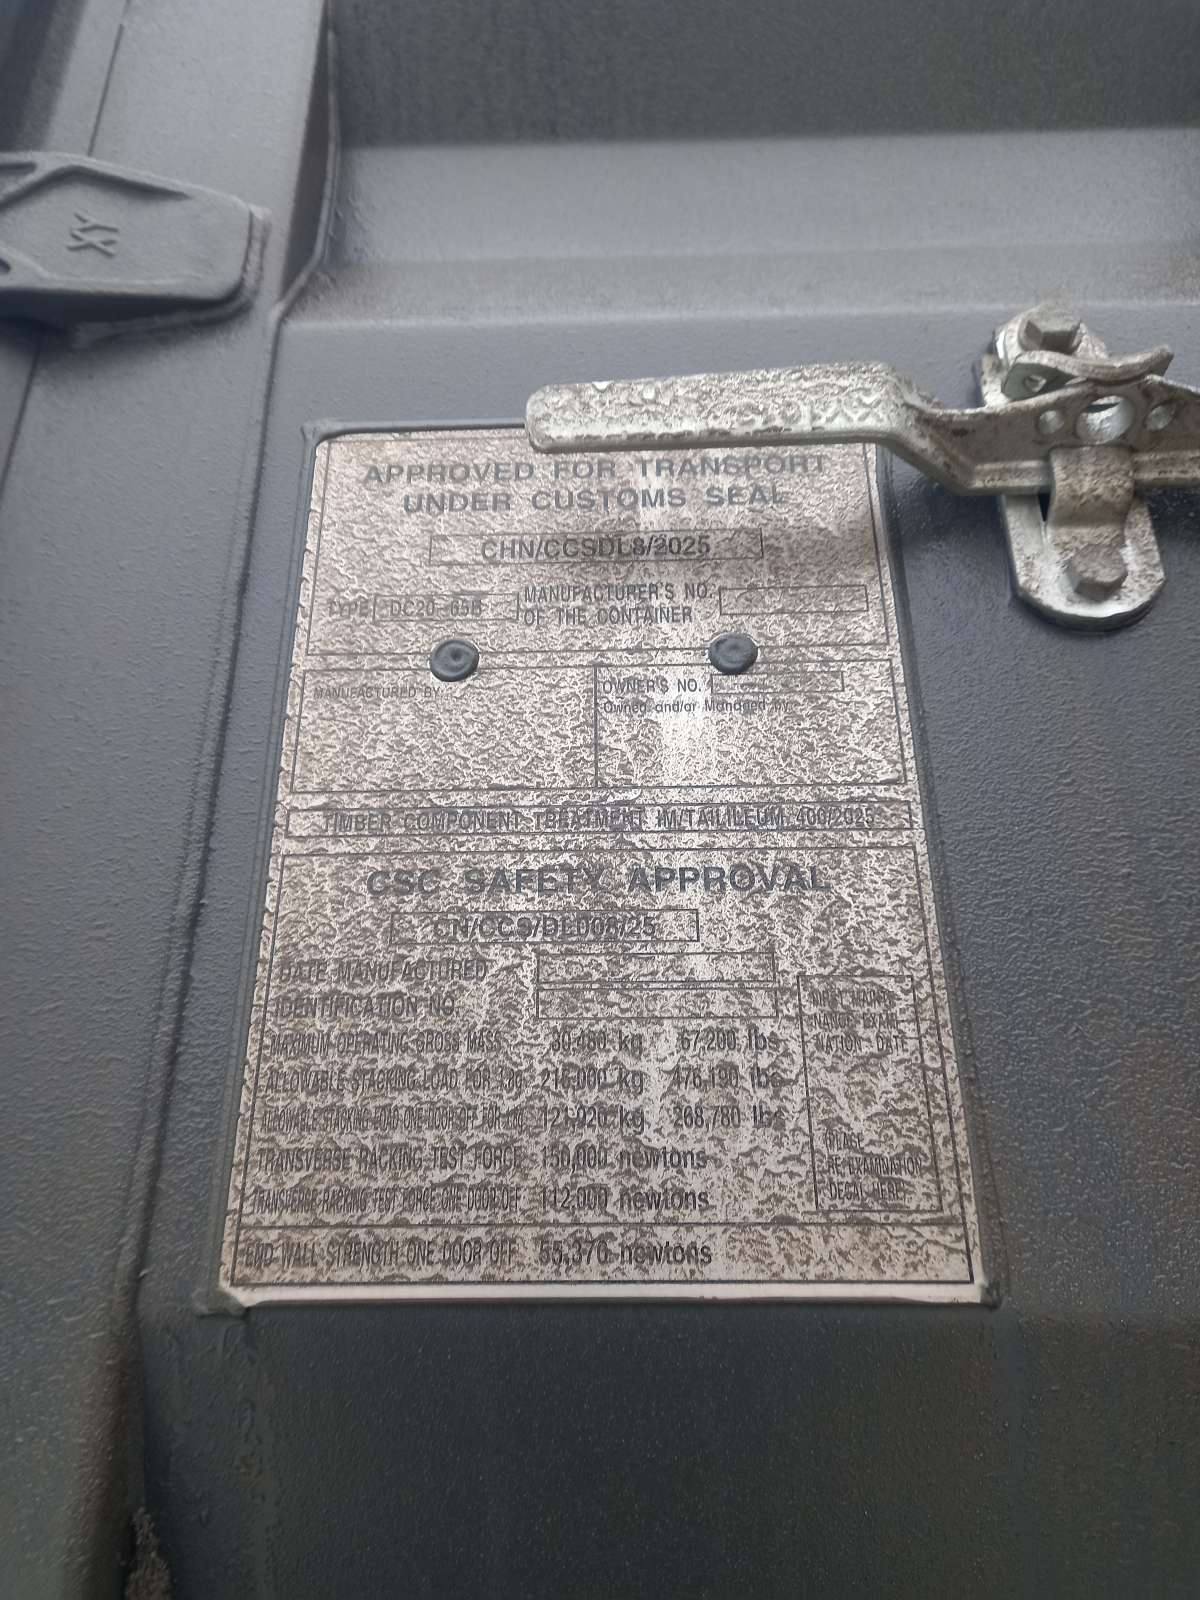 APPROVED FOR TRANSPORT
UNDER CUSTOMS SEAL
CHN/CCSDL8/2025
TYPE DC20-65B
MANUFACTURER'S NO.
OF THE CONTAINER
MANUFACTURED BY:
OWNER'S NO.
Owned and/or Managed by
TIMBER COMPONENT TREATMENT IM/TAILILEUM 400/2025
CSC SAFETY APPROVAL
CN/CCS/DL008/25
DATE MANUFACTURED
IDENTIFICATION NO.
MAXIMUM OPERATING GROSS MASS 30,480 kg 67,200 lbs
ALLOWABLE STACKING LOAD FOR 1.8g 216,000 kg 476,190 lbs
ALLOWABLE STACKING LOAD ONE DOOR OFF FOR 1.8g 121,920 kg 268,780 lbs
TRANSVERSE RACKING TEST FORCE 150,000 newtons
TRANSVERSE RACKING TEST FORCE ONE DOOR OFF 112,000 newtons
END WALL STRENGTH ONE DOOR OFF 55,370 newtons
FIRST MAINTE-
NANCE EXAMI-
NATION DATE
(PLACE
RE-EXAMINATION
DECAL HERE)